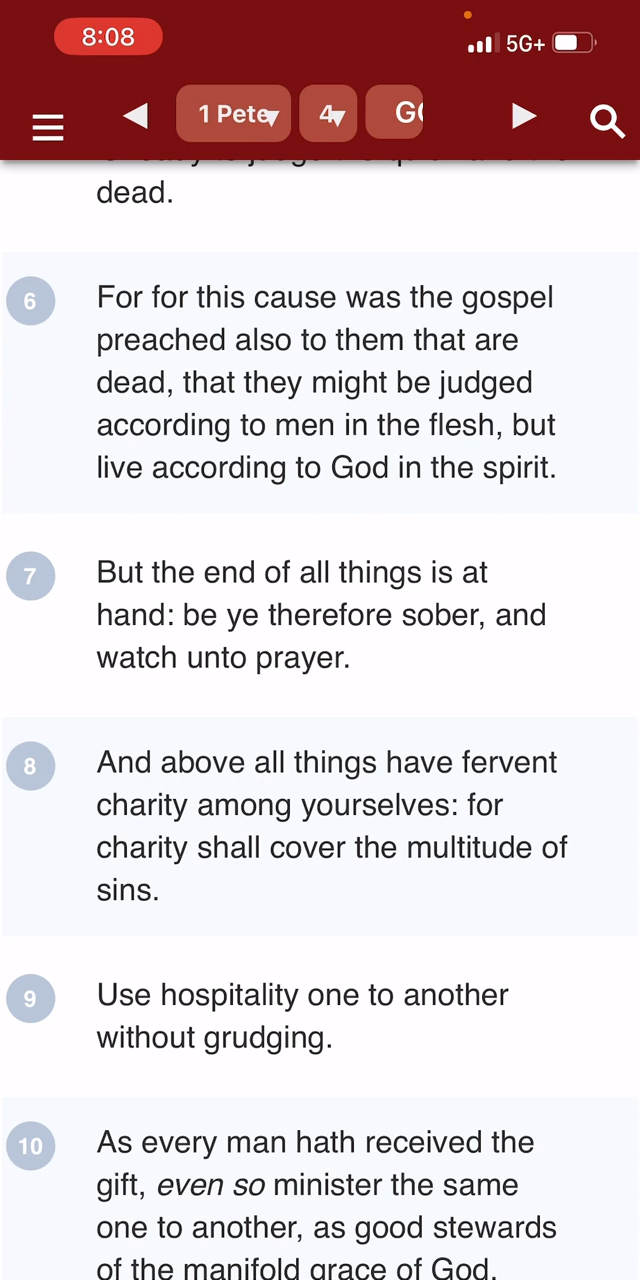 8:08
5G+
1 Pete
4
GO
dead.
6
For for this cause was the gospel
preached also to them that are
dead, that they might be judged
according to men in the flesh, but
live according to God in the spirit.
7
But the end of all things is at
hand: be ye therefore sober, and
watch unto prayer.
8
And above all things have fervent
charity among yourselves: for
charity shall cover the multitude of
sins.
9
Use hospitality one to another
without grudging.
10
As every man hath received the
gift, even so minister the same
one to another, as good stewards
of the manifold grace of God.